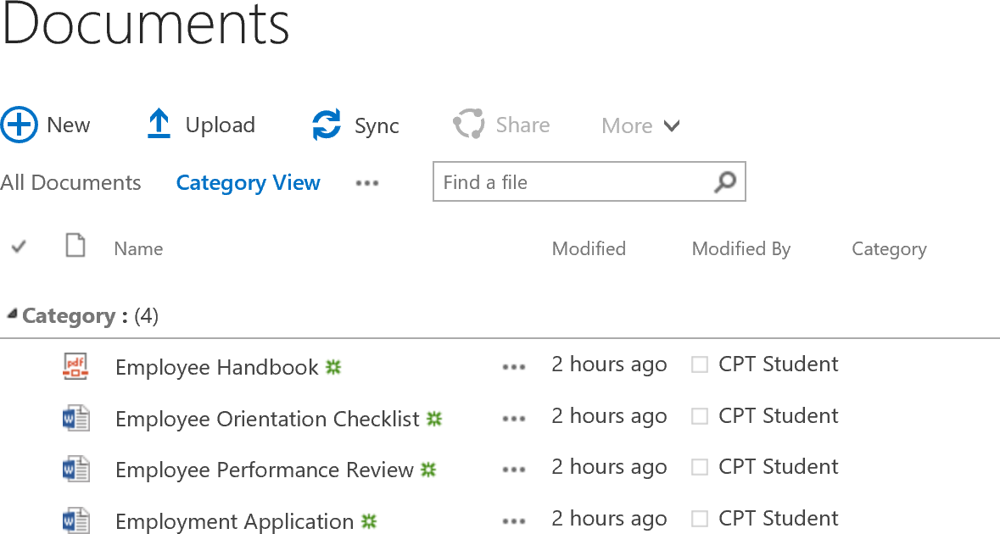 Documents
New Upload Sync Share More
All Documents Category View ... Find a file
Name Modified Modified By Category
Category : (4)
pdf Employee Handbook ... 2 hours ago CPT Student
W Employee Orientation Checklist ... 2 hours ago CPT Student
W Employee Performance Review ... 2 hours ago CPT Student
W Employment Application ... 2 hours ago CPT Student